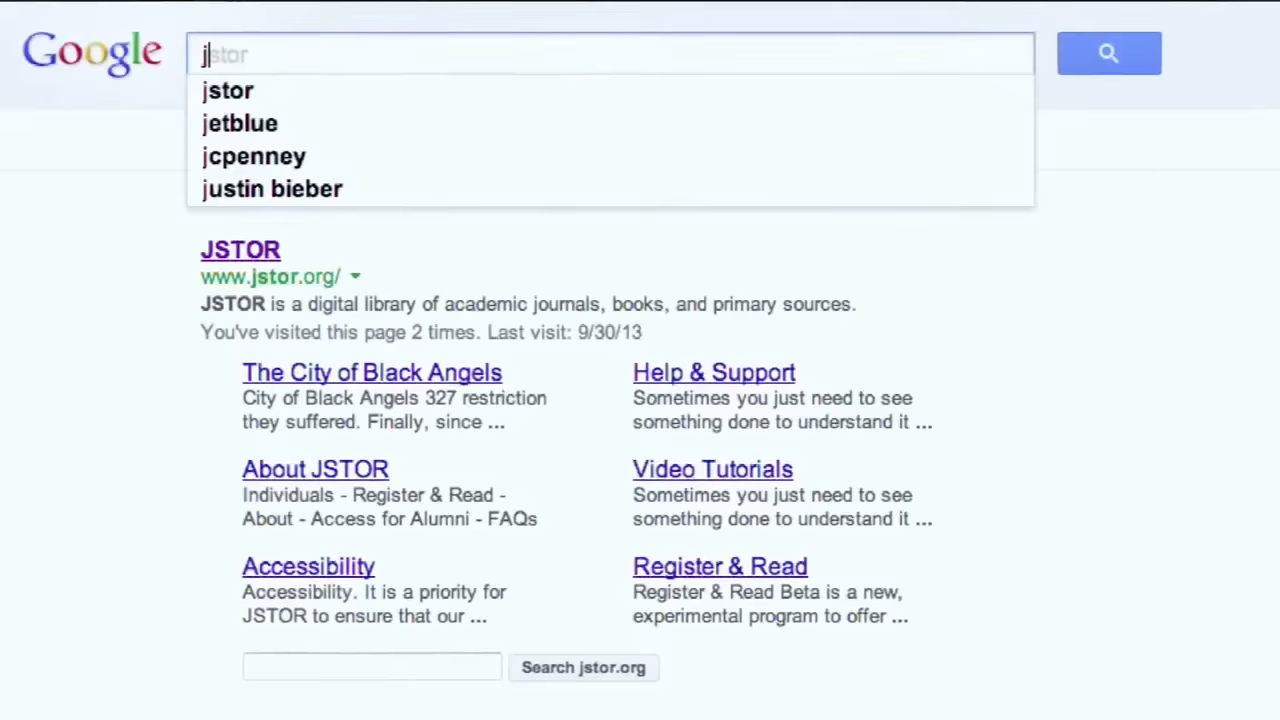 Google
jstor
jstor
jetblue
jcpenney
justin bieber
JSTOR
www.jstor.org/
JSTOR is a digital library of academic journals, books, and primary sources.
You've visited this page 2 times. Last visit: 9/30/13
The City of Black Angels
City of Black Angels 327 restriction
they suffered. Finally, since ...
Help & Support
Sometimes you just need to see
something done to understand it ...
About JSTOR
Individuals - Register & Read -
About - Access for Alumni - FAQs
Video Tutorials
Sometimes you just need to see
something done to understand it ...
Accessibility
Accessibility. It is a priority for
JSTOR to ensure that our ...
Register & Read
Register & Read Beta is a new,
experimental program to offer ...
Search jstor.org